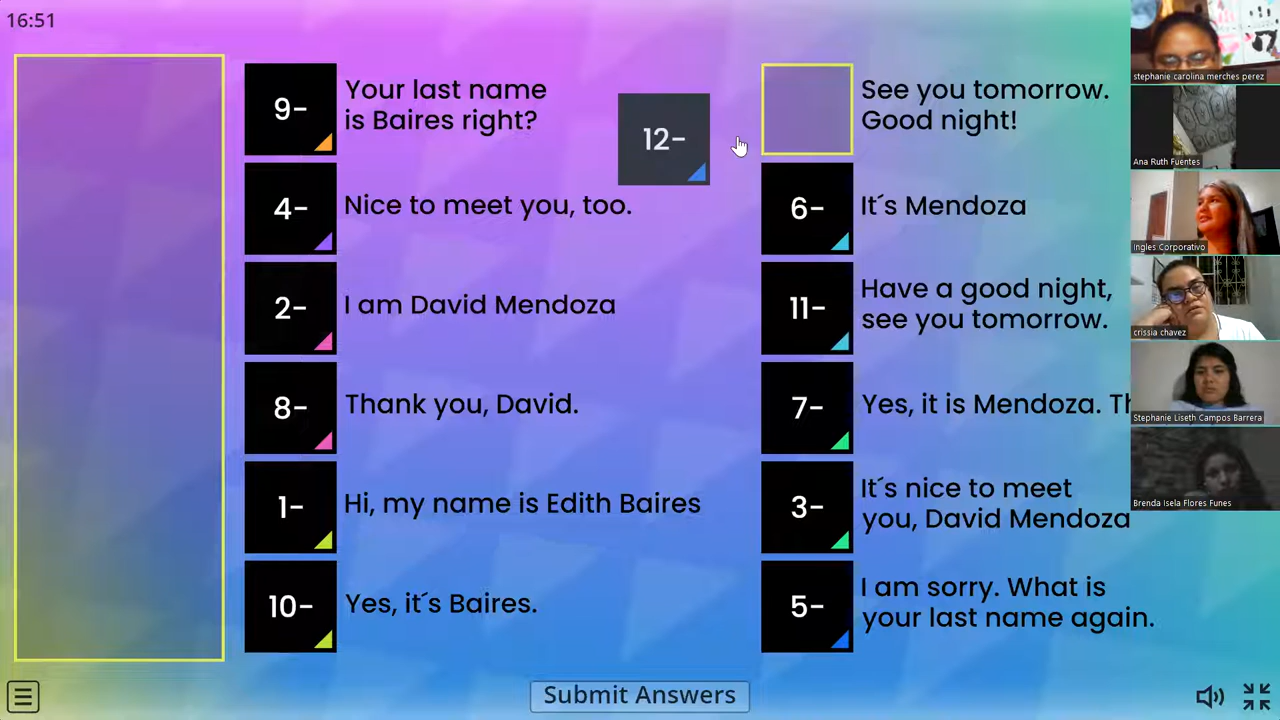 16:51
9-
Your last name
is Baires right?
12-
See you tomorrow.
Good night!
4-
Nice to meet you, too.
6-
It´s Mendoza
2-
I am David Mendoza
11-
Have a good night,
see you tomorrow.
8-
Thank you, David.
7-
Yes, it is Mendoza. Th
1-
Hi, my name is Edith Baires
3-
It´s nice to meet
you, David Mendoza
10-
Yes, it´s Baires.
5-
I am sorry. What is
your last name again.
Submit Answers
stephanie carolina merches perez
Ana Ruth Fuentes
Ingles Corporativo
crissia chavez
Stephanie Liseth Campos Barrera
Brenda Isela Flores Funes